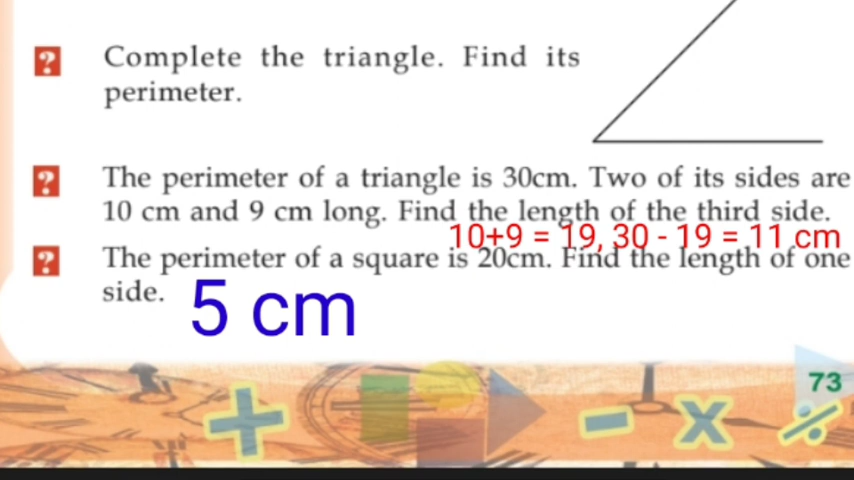 ? Complete the triangle. Find its
perimeter.
? The perimeter of a triangle is 30cm. Two of its sides are
10 cm and 9 cm long. Find the length of the third side.
10+9 = 19, 30 - 19 = 11 cm
? The perimeter of a square is 20cm. Find the length of one
side. 5 cm
73
+ - x ÷